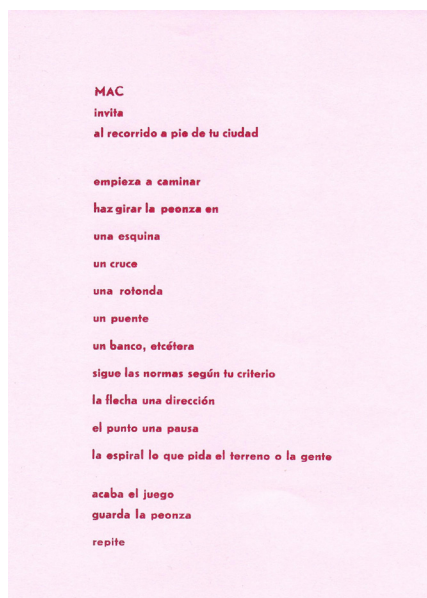 MAC
invita
al recorrido a pie de tu ciudad
empieza a caminar
haz girar la peonza en
una esquina
un cruce
una rotonda
un puente
un banco, etcétera
sigue las normas según tu criterio
la flecha una dirección
el punto una pausa
la espiral lo que pida el terreno o la gente
acaba el juego
guarda la peonza
repite